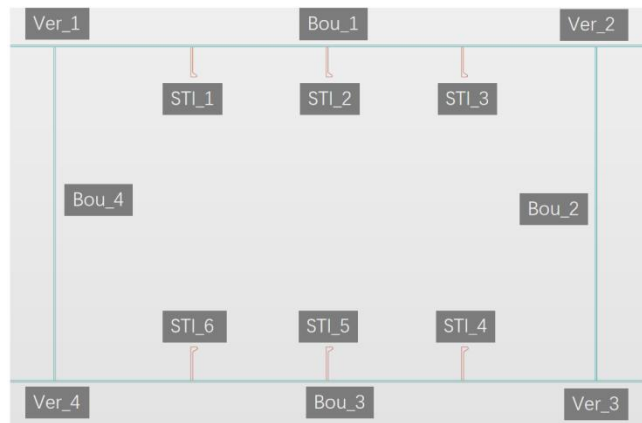 Ver_1
Bou_1
Ver_2
STI_1
STI_2
STI_3
Bou_4
Bou_2
STI_6
STI_5
STI_4
Ver_4
Bou_3
Ver_3